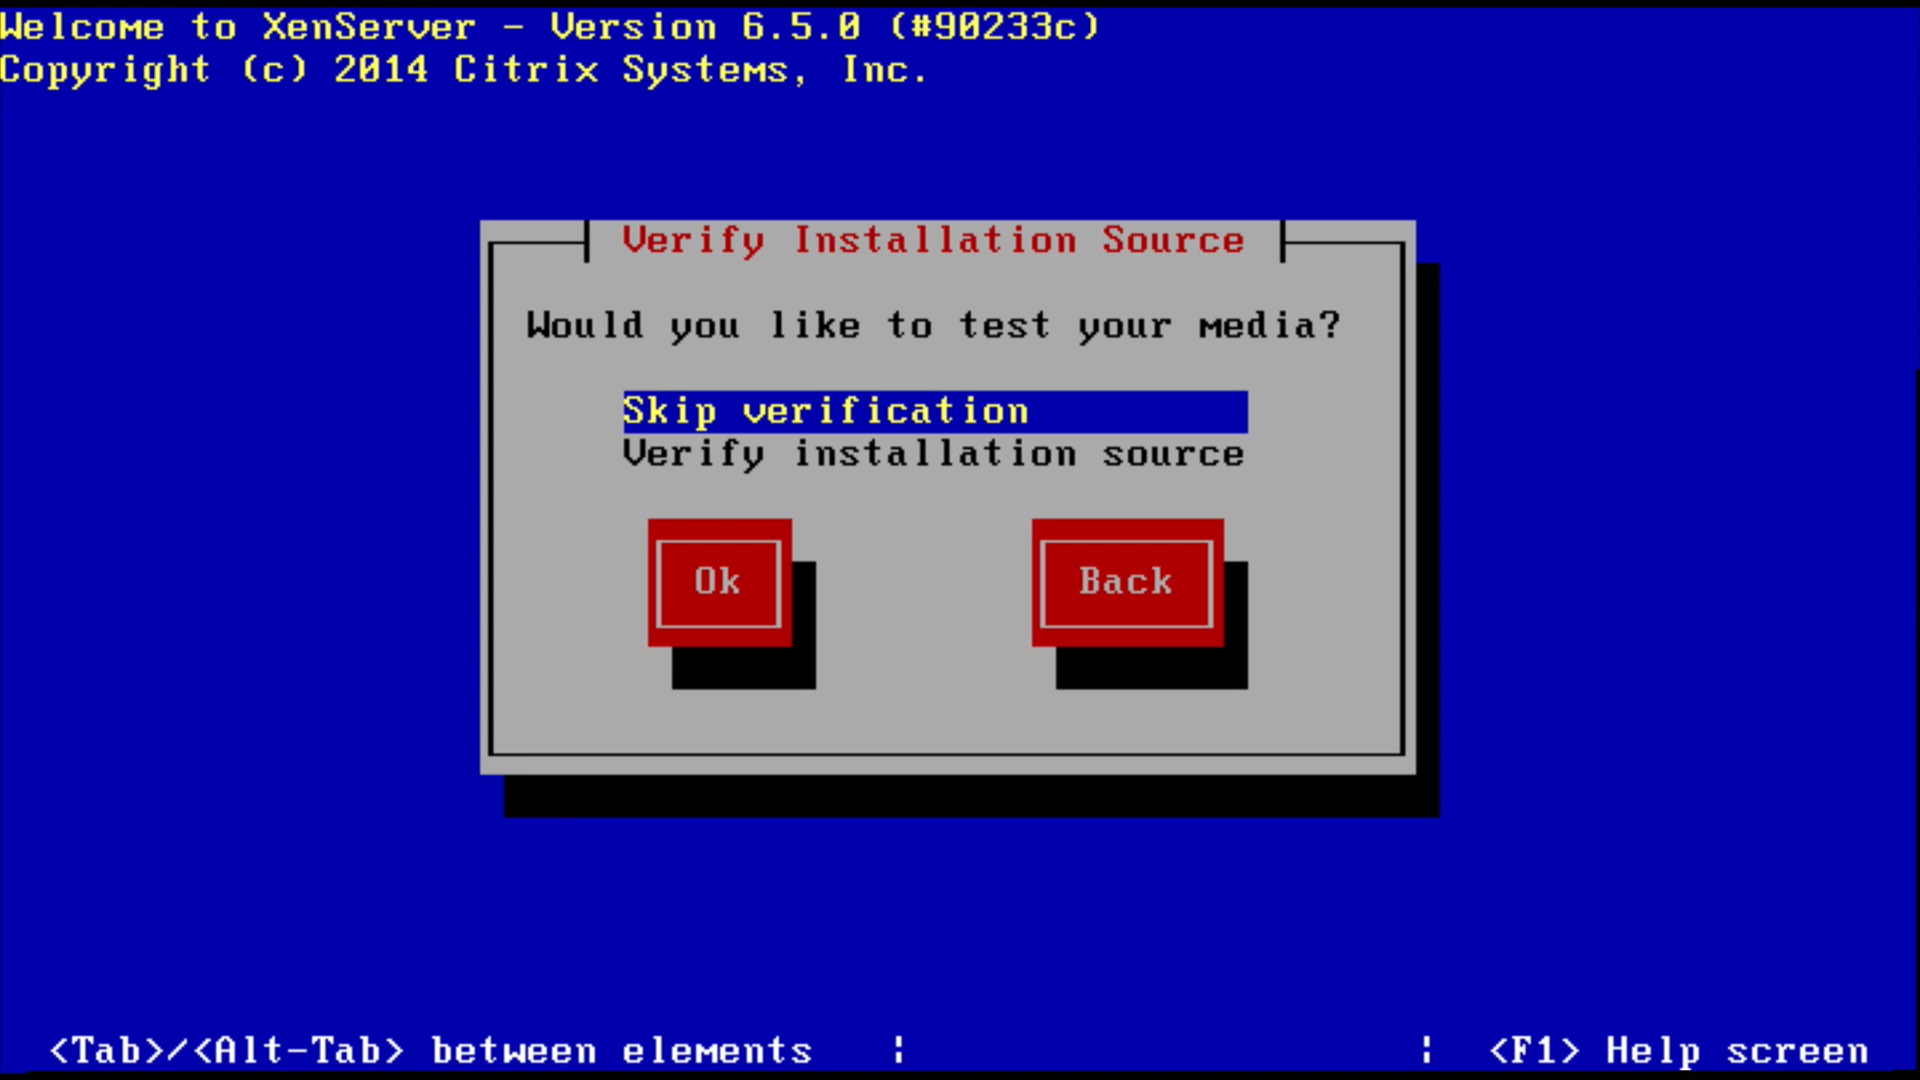 Welcome to XenServer - Version 6.5.0 (#90233c)
Copyright (c) 2014 Citrix Systems, Inc.
Verify Installation Source
Would you like to test your media?
Skip verification
Verify installation source
Ok
Back
<Tab>/<Alt-Tab> between elements | | <F1> Help screen